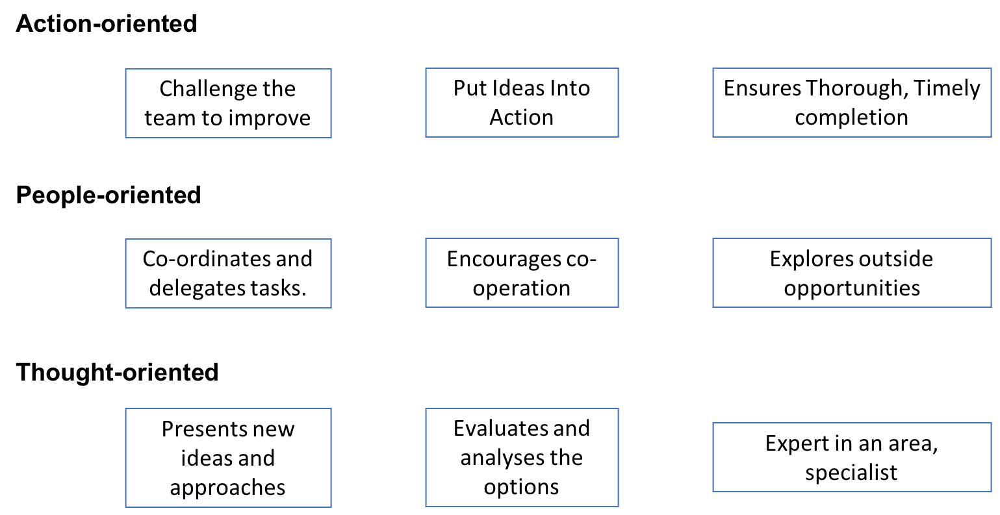 Action-oriented
Challenge the
team to improve
Put Ideas Into
Action
Ensures Thorough, Timely
completion
People-oriented
Co-ordinates and
delegates tasks.
Encourages co-
operation
Explores outside
opportunities
Thought-oriented
Presents new
ideas and
approaches
Evaluates and
analyses the
options
Expert in an area,
specialist